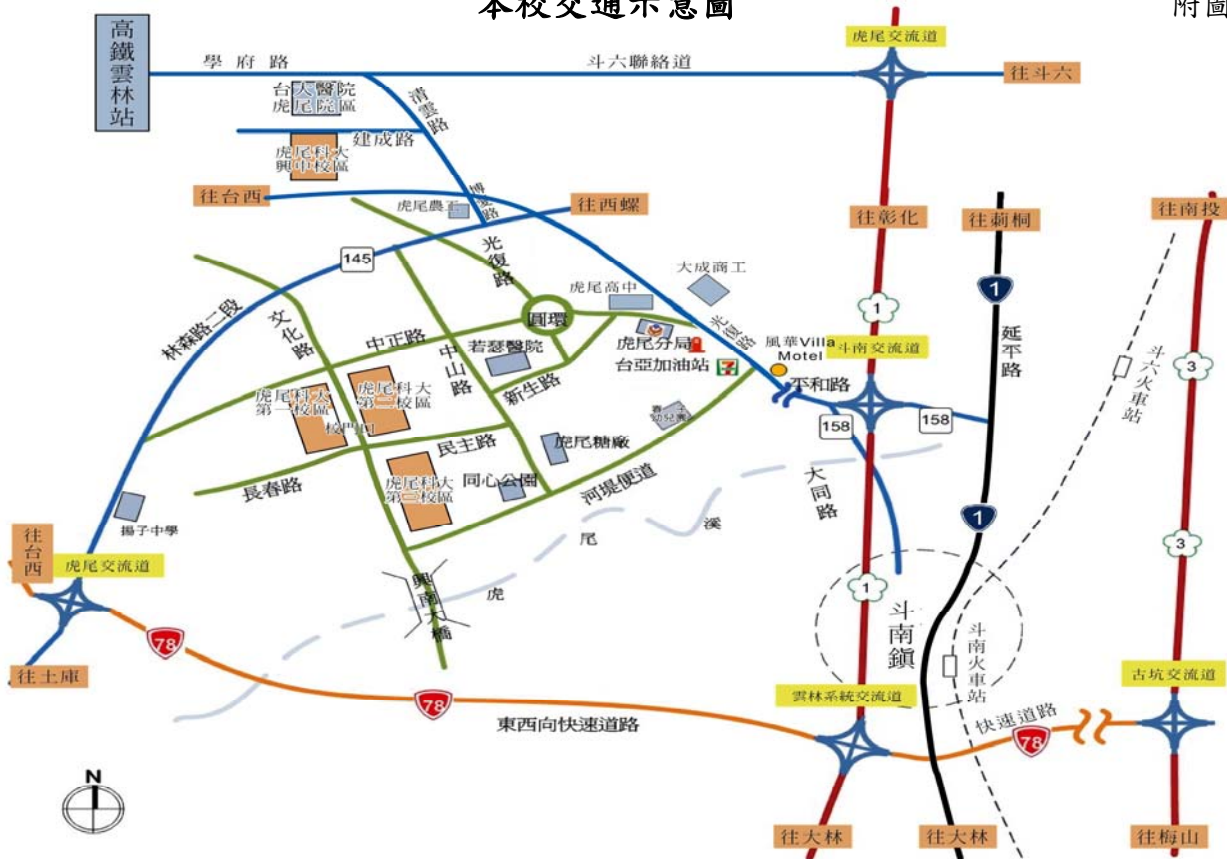 本校交通示意圖
附圖
高鐵雲林站
學府路
斗六聯絡道
虎尾交流道
往斗六
台大醫院
虎尾院區
清雲路
建成路
虎尾科大
興中校區
往台西
虎尾農工
博愛路
往西螺
往彰化
往莿桐
往南投
145
光復路
大成商工
1
虎尾高中
1
林森路二段
文化路
中正路
中山路
圓環
若瑟醫院
虎尾分局
台亞加油站
7
光復路
風華Villa
Motel
斗南交流道
延平路
斗六火車站
3
虎尾科大
第一校區
校門口
虎尾科大
第二校區
新生路
平和路
158
158
民主路
虎尾糖廠
長春路
虎尾科大
第三校區
同心公園
河堤便道
大同路
1
揚子中學
虎尾溪
3
往台西
虎尾交流道
興南大橋
1
斗南鎮
斗南火車站
78
往土庫
78
東西向快速道路
雲林系統交流道
快速道路
78
古坑交流道
N
往大林
往大林
往梅山